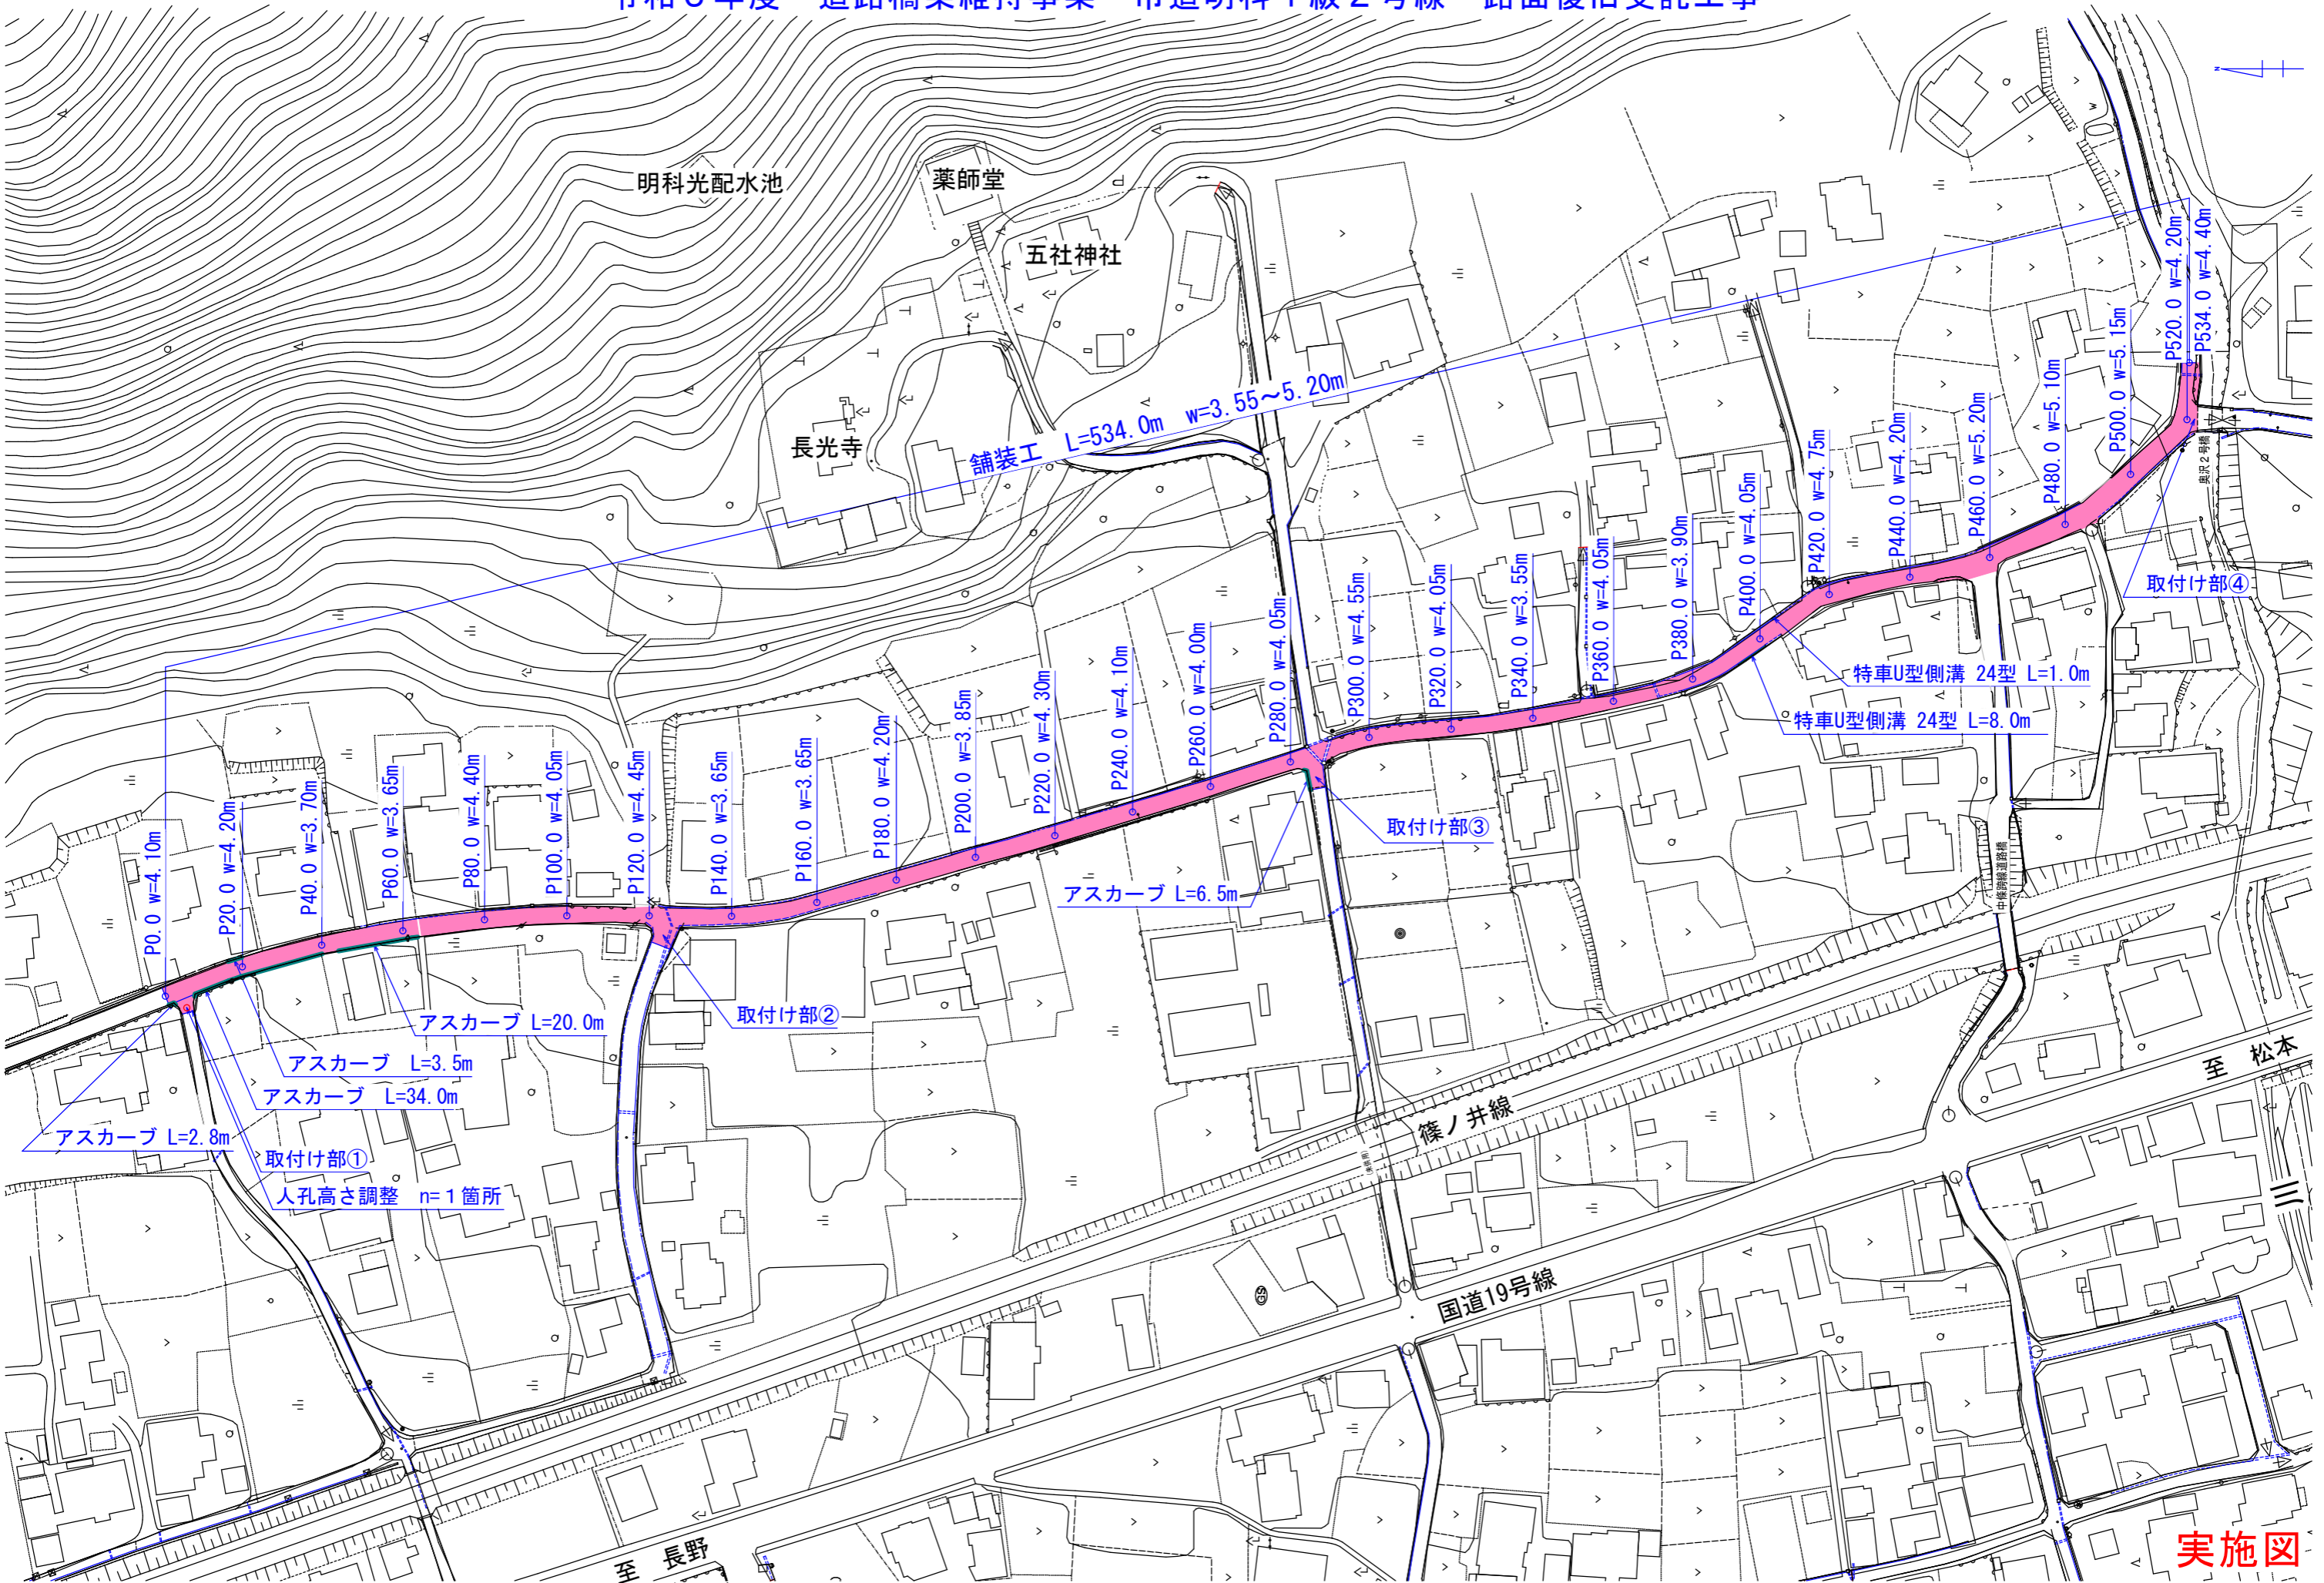 令和６年度　道路橋梁維持事業　市道明科１級２号線　路面復旧受託工事
明科光配水池
薬師堂
五社神社
長光寺
舗装工　L=534.0m　w=3.55～5.20m
P0.0 w=4.10m
P20.0 w=4.20m
P40.0 w=3.70m
P60.0 w=3.65m
P80.0 w=4.40m
P100.0 w=4.05m
P120.0 w=4.45m
P140.0 w=3.65m
P160.0 w=3.65m
P180.0 w=4.20m
P200.0 w=3.85m
P220.0 w=4.30m
P240.0 w=4.10m
P260.0 w=4.00m
P280.0 w=4.05m
P300.0 w=4.55m
P320.0 w=4.05m
P340.0 w=3.55m
P360.0 w=4.05m
P380.0 w=3.90m
P400.0 w=4.05m
P420.0 w=4.75m
P440.0 w=4.20m
P460.0 w=5.20m
P480.0 w=5.10m
P500.0 w=5.15m
P520.0 w=4.20m
P534.0 w=4.40m
奥沢２号橋
取付け部④
特車U型側溝 24型 L=1.0m
特車U型側溝 24型 L=8.0m
取付け部③
アスカーブ L=6.5m
中條跨線道路橋
取付け部②
アスカーブ L=20.0m
アスカーブ　L=3.5m
アスカーブ　L=34.0m
アスカーブ L=2.8m
取付け部①
人孔高さ調整　n=１箇所
篠ノ井線
国道19号線
GS
至　松本
至　長野
三
実施図
N